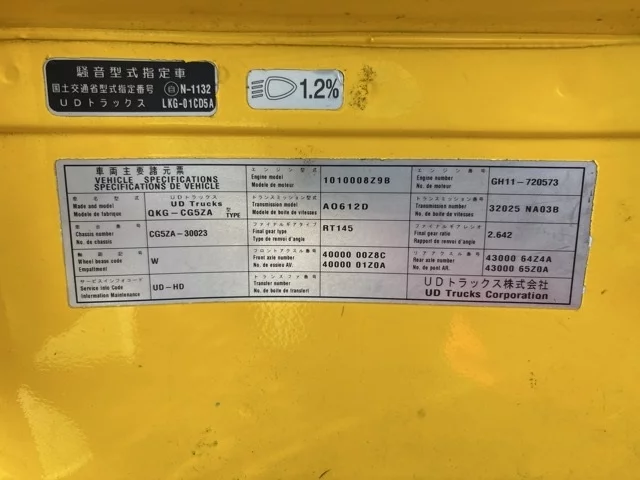 騒音型式指定車
国土交通省型式指定番号 自 N-1132
UDトラックス LKG-01CD5A
1.2%
車両主要諸元票
VEHICLE SPECIFICATIONS
SPECIFICATIONS DE VEHICLE
車名型式
Make and model
Modele de fabrique
UDトラックス
UD Trucks
QKG-CG5ZA 型 TYPE
車台番号
Chassis number
No. de chassis
CG5ZA-30023
軸距記号
Wheel base code
Empattement
W
サービスインフォコード
Service info Code
Information Maintenance
UD-HD
エンジン型式
Engine model
Modele de moteur
1010008Z9B
トランスミッション型式
Transmission model
Modele de boite de vitesses
AO612D
ファイナルギアタイプ
Final gear type
Type de renvoi d'angle
RT145
フロントアクスル番号
Front axle number
No. de essieu AV.
40000 00Z8C
40000 01Z0A
トランスファ番号
Transfer number
No. de boite de transfert
エンジン番号
Engine number
No. de moteur
GH11-720573
トランスミッション番号
Transmission number
No. de boite de vitesses
32025 NA03B
ファイナルギアレシオ
Final gear ratio
Rapport de renvoi d'angle
2.642
リアアクスル番号
Rear axle number
No. de pont AR.
43000 64Z4A
43000 65Z0A
UDトラックス株式会社
UD Trucks Corporation